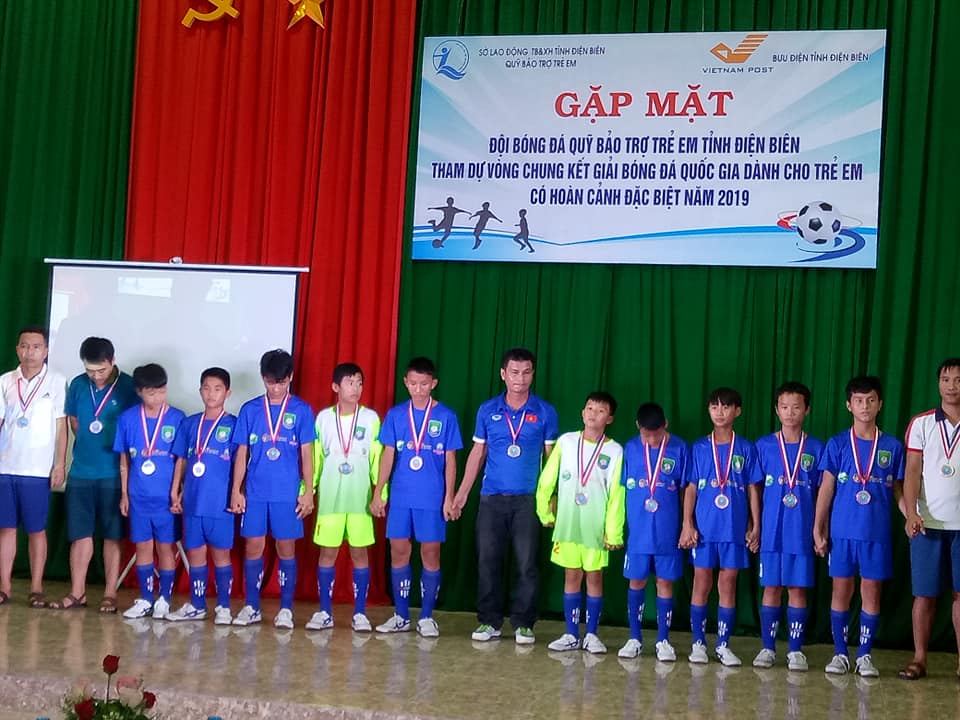 SỞ LAO ĐỘNG TB&XH TỈNH ĐIỆN BIÊN
QUỸ BẢO TRỢ TRẺ EM
VIETNAM POST
BƯU ĐIỆN TỈNH ĐIỆN BIÊN
GẶP MẶT
ĐỘI BÓNG ĐÁ QUỸ BẢO TRỢ TRẺ EM TỈNH ĐIỆN BIÊN
THAM DỰ VÒNG CHUNG KẾT GIẢI BÓNG ĐÁ QUỐC GIA DÀNH CHO TRẺ EM
CÓ HOÀN CẢNH ĐẶC BIỆT NĂM 2019